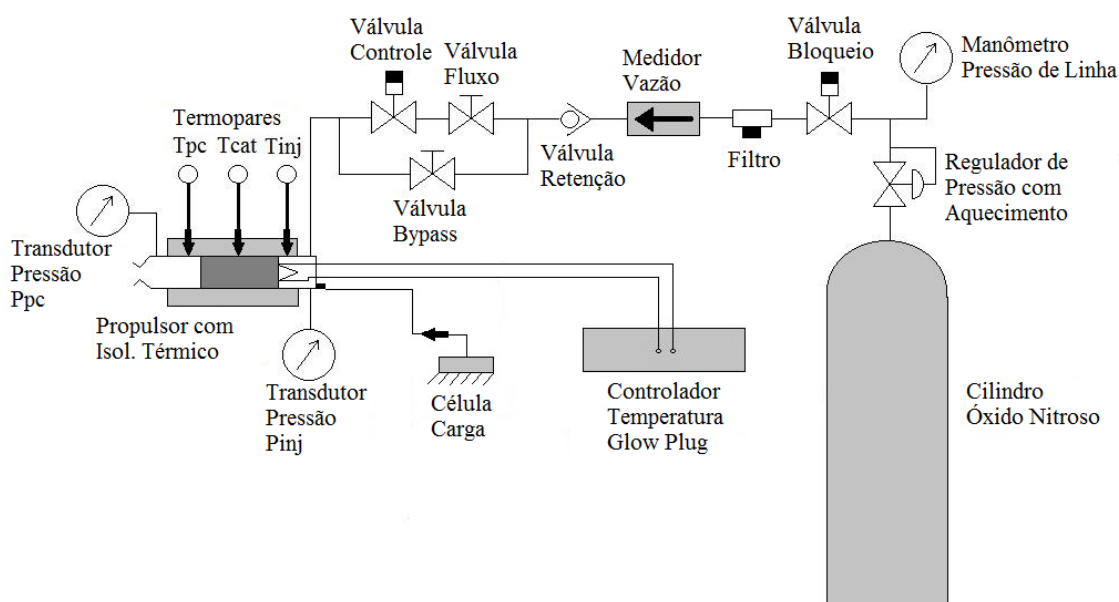 Válvula
Controle
Válvula
Fluxo
Medidor
Vazão
Válvula
Bloqueio
Manômetro
Pressão de Linha
Termopares
Tpc Tcat Tinj
Válvula
Retenção
Filtro
Regulador de
Pressão com
Aquecimento
Válvula
Bypass
Transdutor
Pressão
Ppc
Propulsor com
Isol. Térmico
Transdutor
Pressão
Pinj
Célula
Carga
Controlador
Temperatura
Glow Plug
Cilindro
Óxido Nitroso